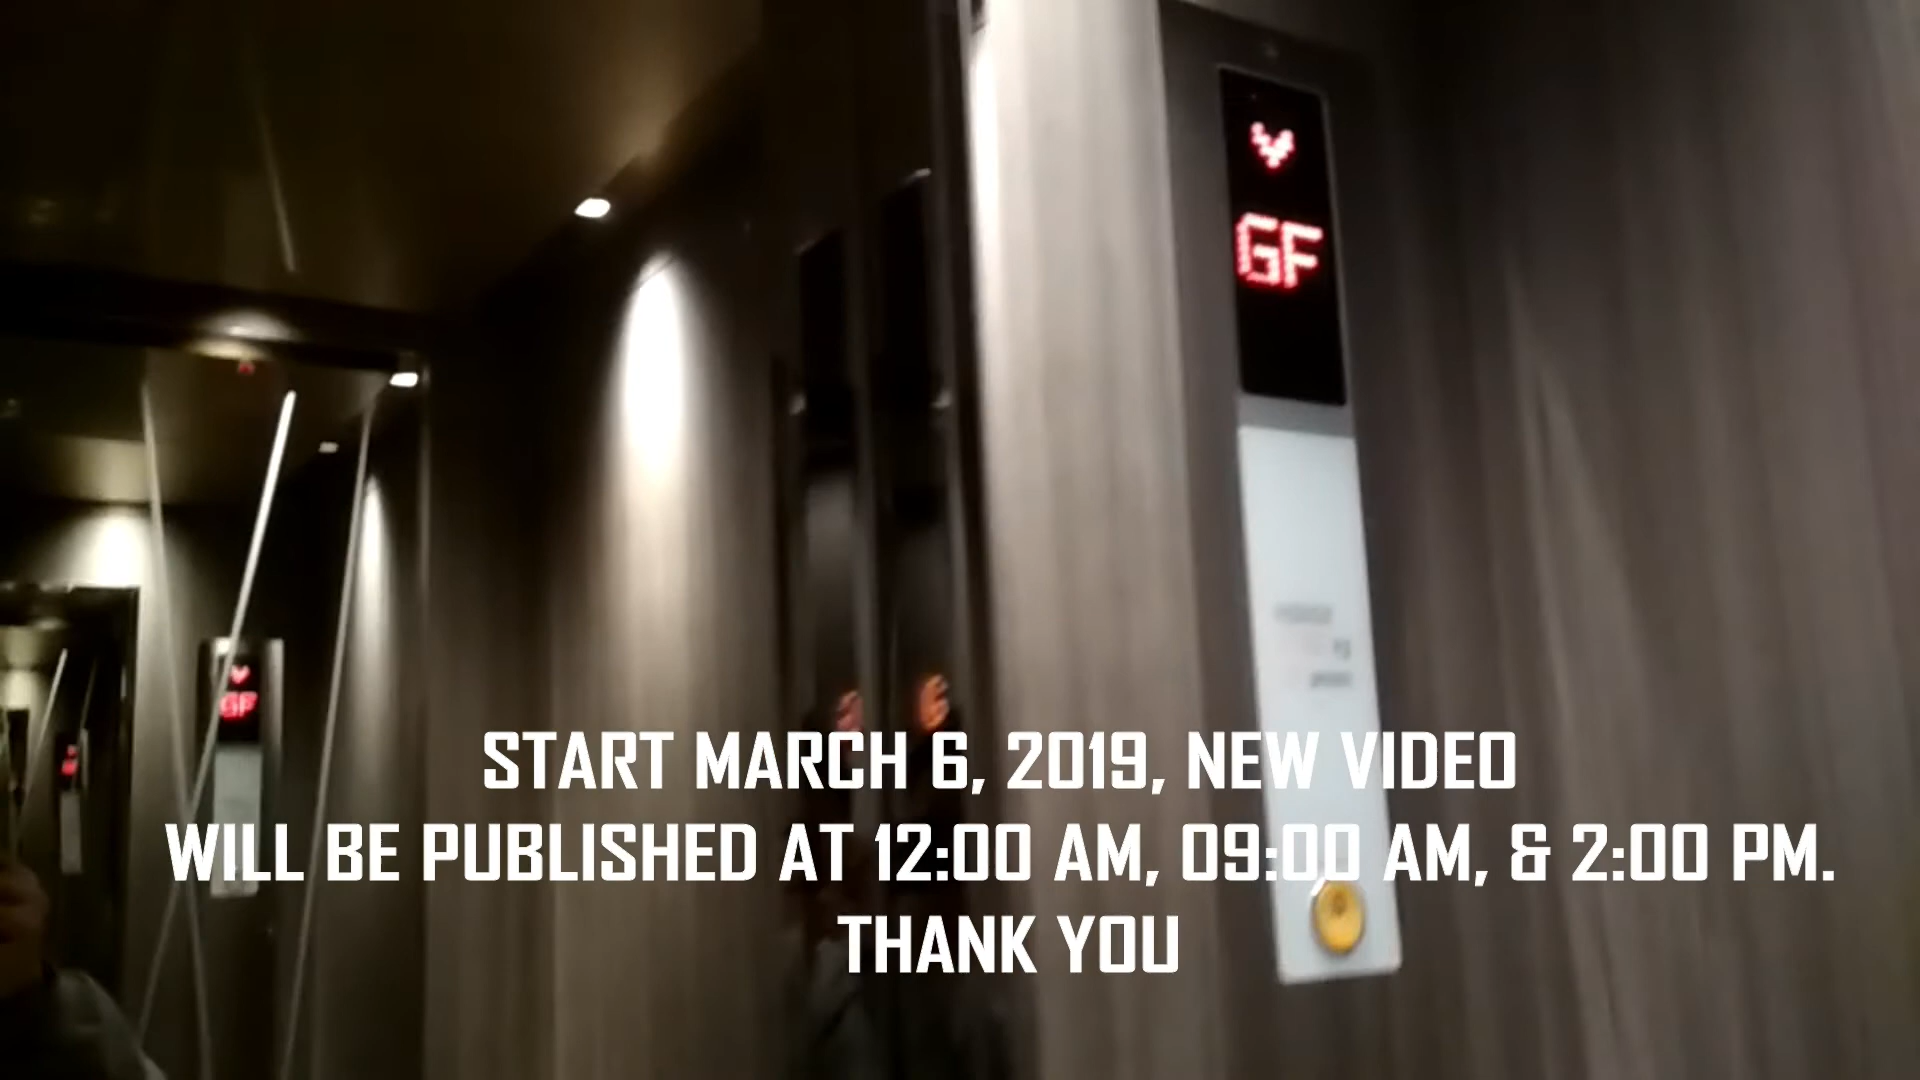 GF
GF
START MARCH 6, 2019, NEW VIDEO
WILL BE PUBLISHED AT 12:00 AM, 09:00 AM, & 2:00 PM.
THANK YOU